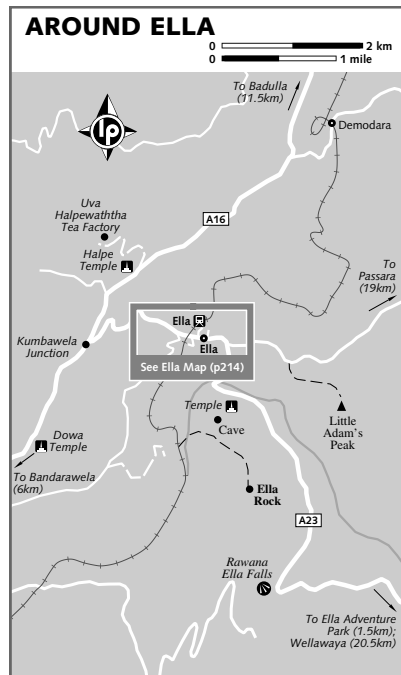 AROUND ELLA
0 2 km
0 1 mile
To Badulla
(11.5km)
lp
Demodara
Uva
Halpewaththa
Tea Factory
A16
Halpe
Temple
To
Passara
(19km)
Ella
Kumbawela
Junction
Ella
See Ella Map (p214)
Temple
Cave
Little
Adam's
Peak
Dowa
Temple
To Bandarawela
(6km)
Ella
Rock
A23
Rawana
Ella Falls
To Ella Adventure
Park (1.5km);
Wellawaya (20.5km)